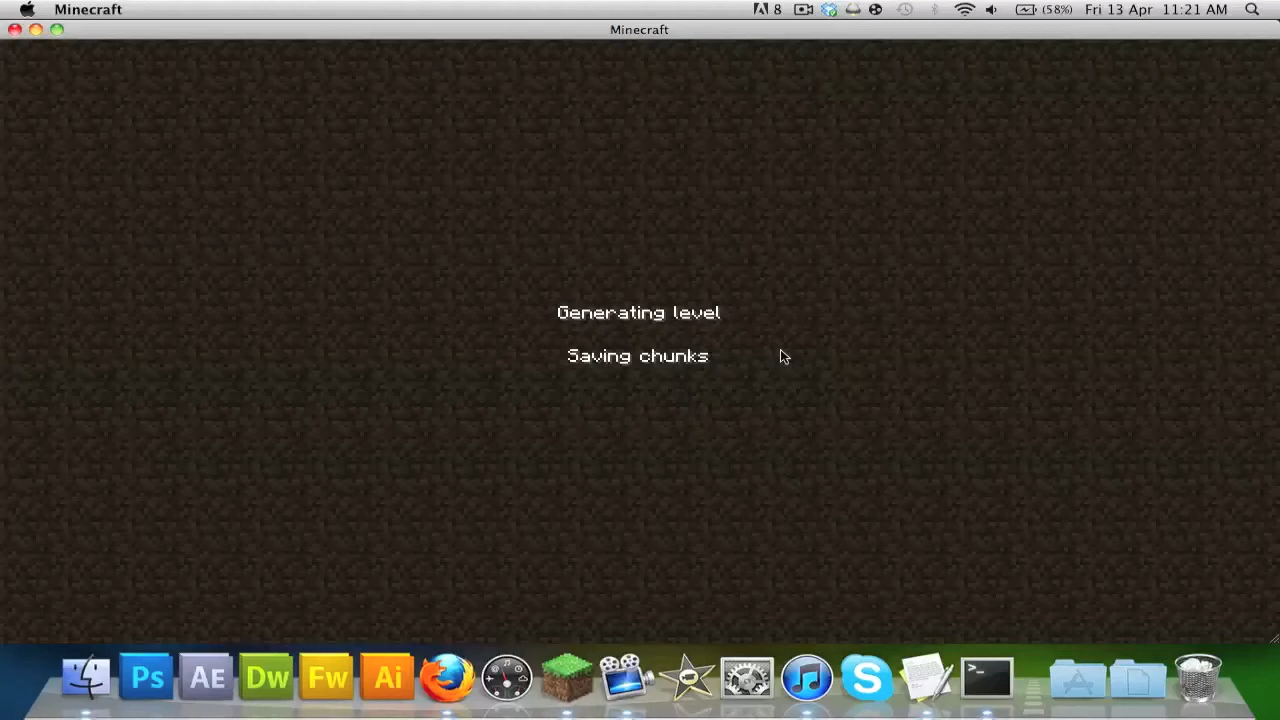 Minecraft
8
(58%)
Fri 13 Apr 11:21 AM
Minecraft
Generating level
Saving chunks
Ps
AE
Dw
Fw
Ai
S
>_